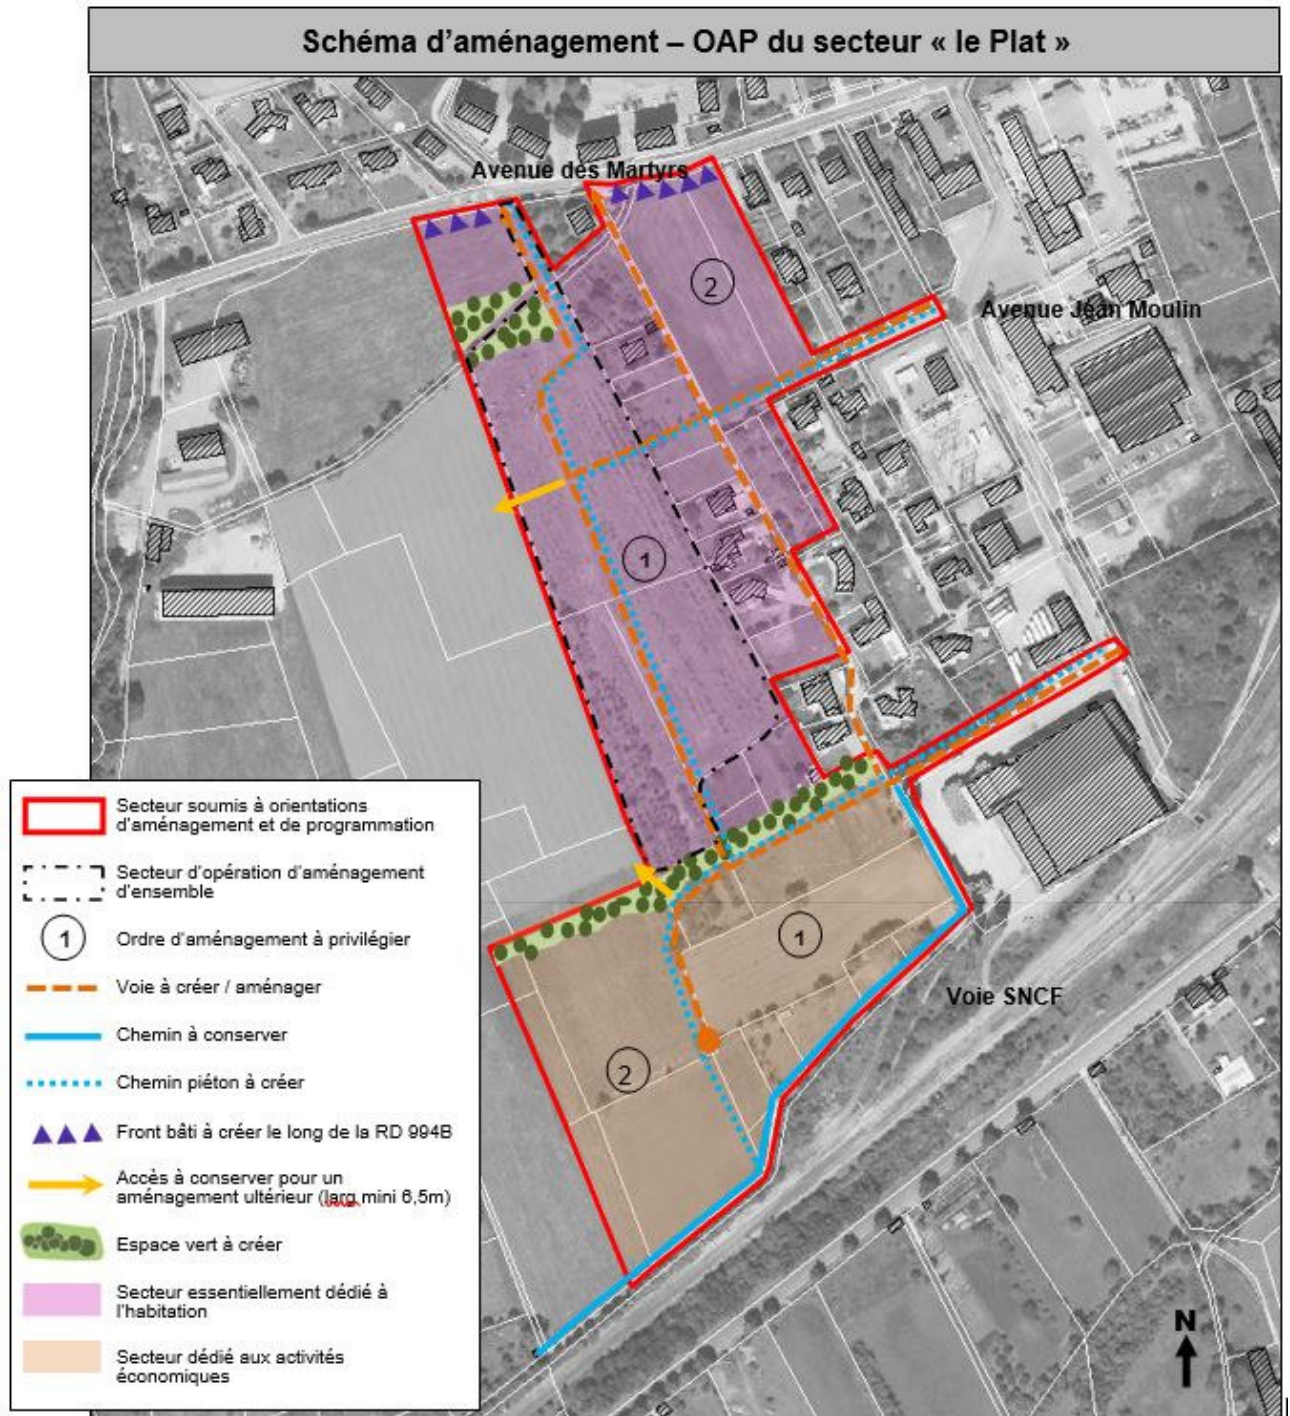 Schéma d’aménagement – OAP du secteur « le Plat »
Avenue des Martyrs
2
Avenue Jean Moulin
1
1
Voie SNCF
2
N
Secteur soumis à orientations
d’aménagement et de programmation
Secteur d’opération d’aménagement
d’ensemble
1
Ordre d’aménagement à privilégier
Voie à créer / aménager
Chemin à conserver
Chemin piéton à créer
Front bâti à créer le long de la RD 994B
Accès à conserver pour un
aménagement ultérieur (larg mini 6,5m)
Espace vert à créer
Secteur essentiellement dédié à
l’habitation
Secteur dédié aux activités
économiques